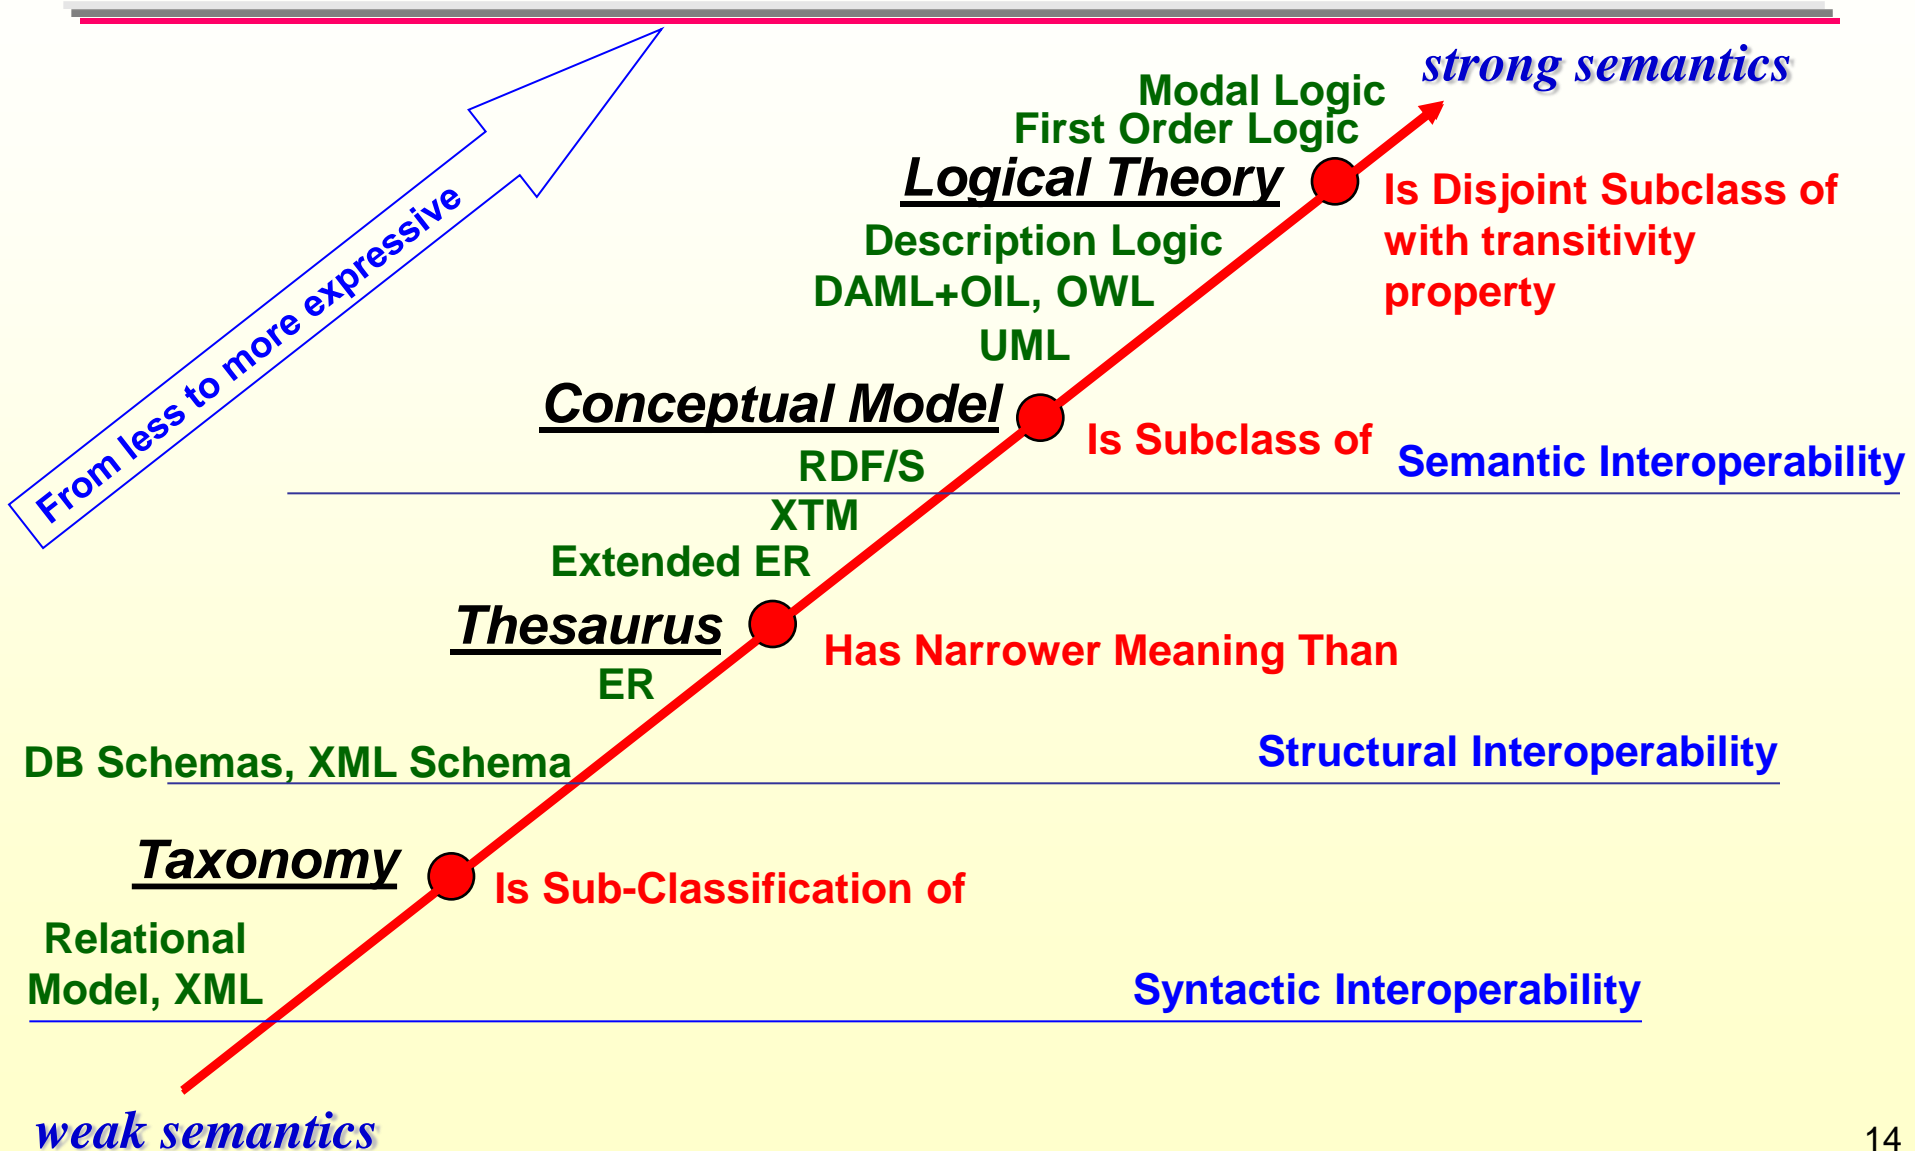 strong semantics
Modal Logic
First Order Logic
Logical Theory
Is Disjoint Subclass of
with transitivity
property
From less to more expressive
Description Logic
DAML+OIL, OWL
UML
Conceptual Model
Is Subclass of
Semantic Interoperability
RDF/S
XTM
Extended ER
Thesaurus
Has Narrower Meaning Than
ER
DB Schemas, XML Schema
Structural Interoperability
Taxonomy
Is Sub-Classification of
Relational
Model, XML
Syntactic Interoperability
weak semantics
14